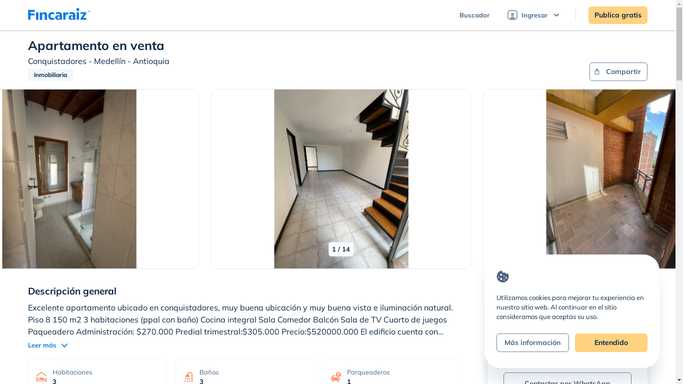 Fincaraiz
Buscador
Ingresar
Publica gratis
Apartamento en venta
Conquistadores - Medellín - Antioquia
Inmobiliaria
Compartir
1 / 14
Descripción general
Excelente apartamento ubicado en conquistadores, muy buena ubicación y muy buena vista e iluminación natural.
Piso 8 150 m2 3 habitaciones (ppal con baño) Cocina integral Sala Comedor Balcón Sala de TV Cuarto de juegos
Paqueadero Administración: $270.000 Predial trimestral:$305.000 Precio:$520000.000 El edificio cuenta con...
Leer más
Habitaciones
3
Baños
3
Parqueaderos
1
Utilizamos cookies para mejorar tu experiencia en
nuestro sitio web. Al continuar en el sitio
consideramos que aceptas su uso.
Más información
Entendido
Contactar por WhatsApp